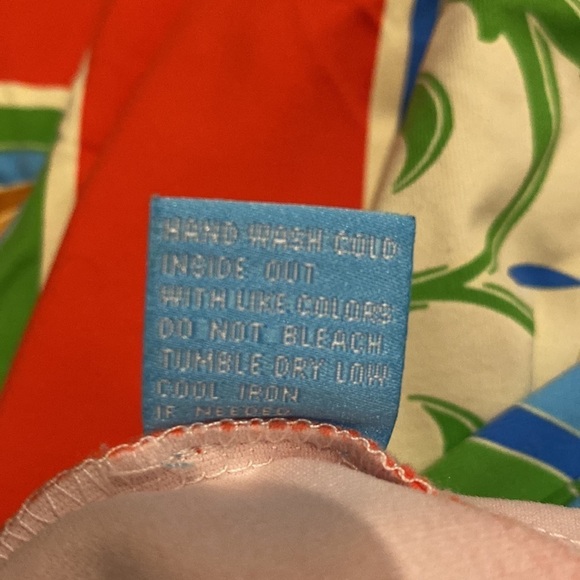 HAND WASH COLD
INSIDE OUT
WITH LIKE COLORS
DO NOT BLEACH
TUMBLE DRY LOW
COOL IRON
IF NEEDED